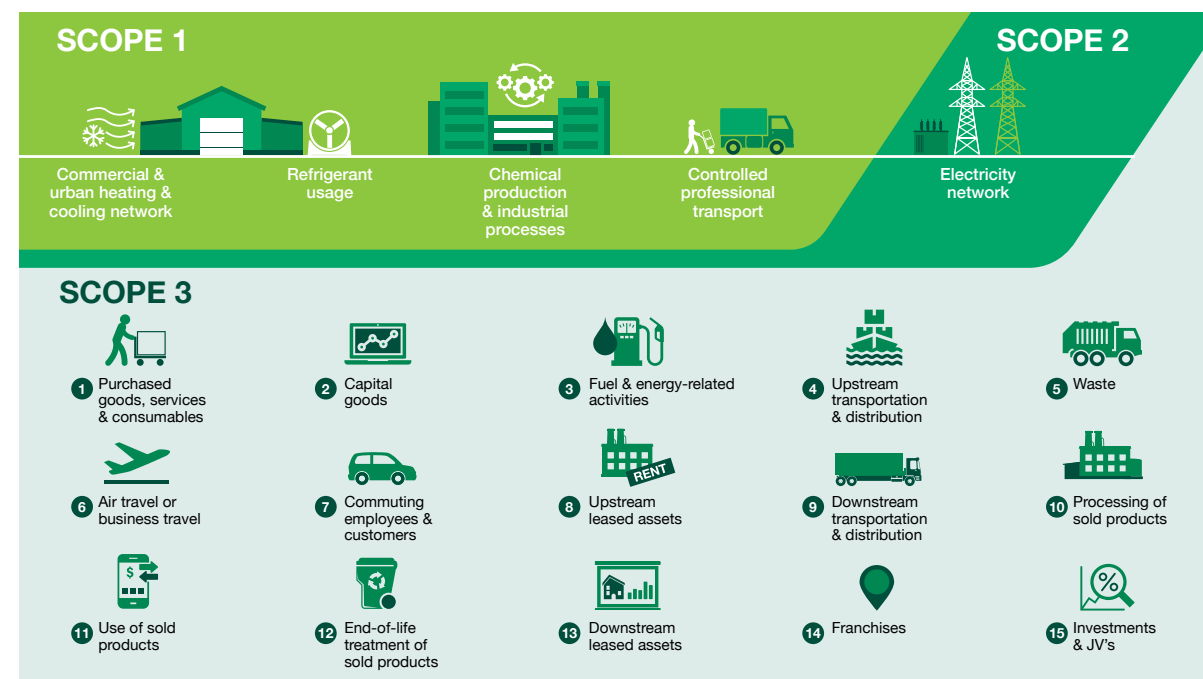 SCOPE 1
SCOPE 2
Commercial &
urban heating &
cooling network
Refrigerant
usage
Chemical
production
& industrial
processes
Controlled
professional
transport
Electricity
network
SCOPE 3
1 Purchased
goods, services
& consumables
2 Capital
goods
3 Fuel & energy-related
activities
4 Upstream
transportation
& distribution
5 Waste
6 Air travel or
business travel
7 Commuting
employees &
customers
RENT
8 Upstream
leased assets
9 Downstream
transportation
& distribution
10 Processing of
sold products
$
11 Use of sold
products
12 End-of-life
treatment of
sold products
13 Downstream
leased assets
14 Franchises
%
15 Investments
& JV's